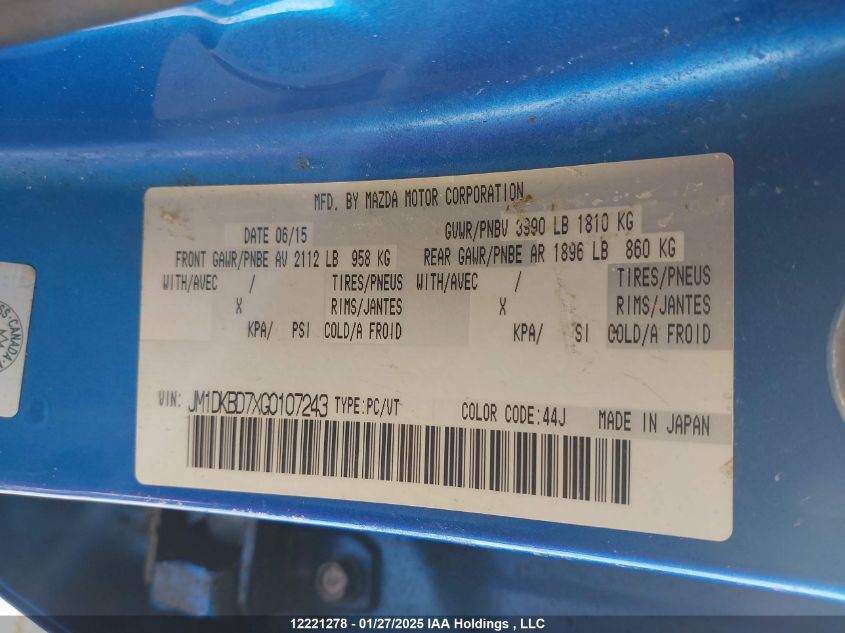 MFD. BY MAZDA MOTOR CORPORATION
DATE 06/15 GVWR/PNBV 3990 LB 1810 KG
FRONT GAWR/PNBE AV 2112 LB 958 KG REAR GAWR/PNBE AR 1896 LB 860 KG
WITH/AVEC / TIRES/PNEUS WITH/AVEC / TIRES/PNEUS
X RIMS/JANTES X RIMS/JANTES
KPA/ PSI COLD/A FROID KPA/ SI COLD/A FROID
VIN: JM1DKBD7XG0107243 TYPE:PC/VT COLOR CODE:44J MADE IN JAPAN
CANADA
12221278 - 01/27/2025 IAA Holdings , LLC